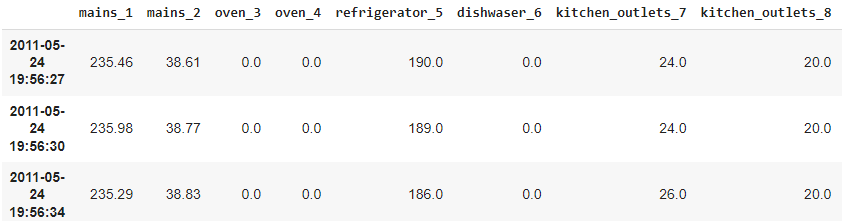 mains_1 mains_2 oven_3 oven_4 refrigerator_5 dishwaser_6 kitchen_outlets_7 kitchen_outlets_8
2011-05-
24
19:56:27 235.46 38.61 0.0 0.0 190.0 0.0 24.0 20.0
2011-05-
24
19:56:30 235.98 38.77 0.0 0.0 189.0 0.0 24.0 20.0
2011-05-
24
19:56:34 235.29 38.83 0.0 0.0 186.0 0.0 26.0 20.0